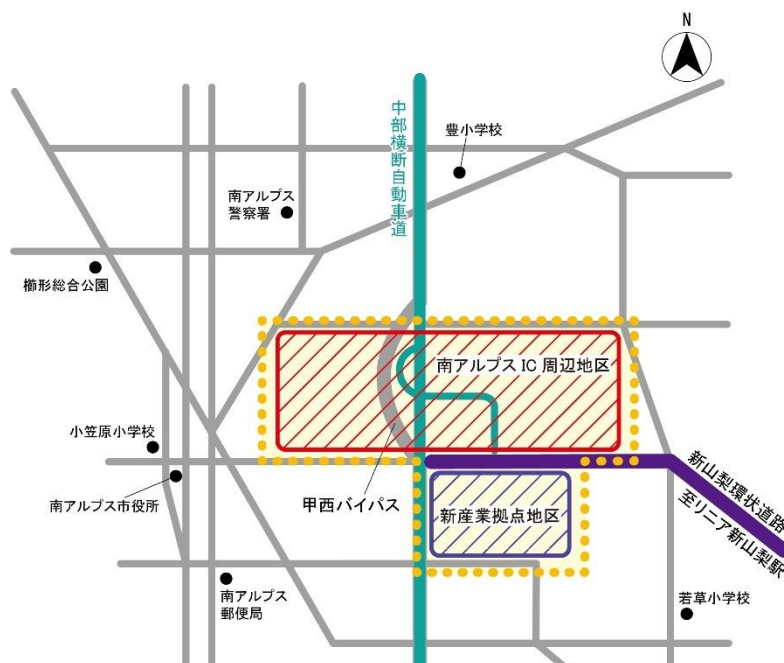 N
中部横断自動車道
豊小学校
南アルプス
警察署
櫛形総合公園
南アルプス IC 周辺地区
小笠原小学校
南アルプス市役所
甲西バイパス
新産業拠点地区
新山梨環状道路
至リニア新山梨駅
南アルプス
郵便局
若草小学校